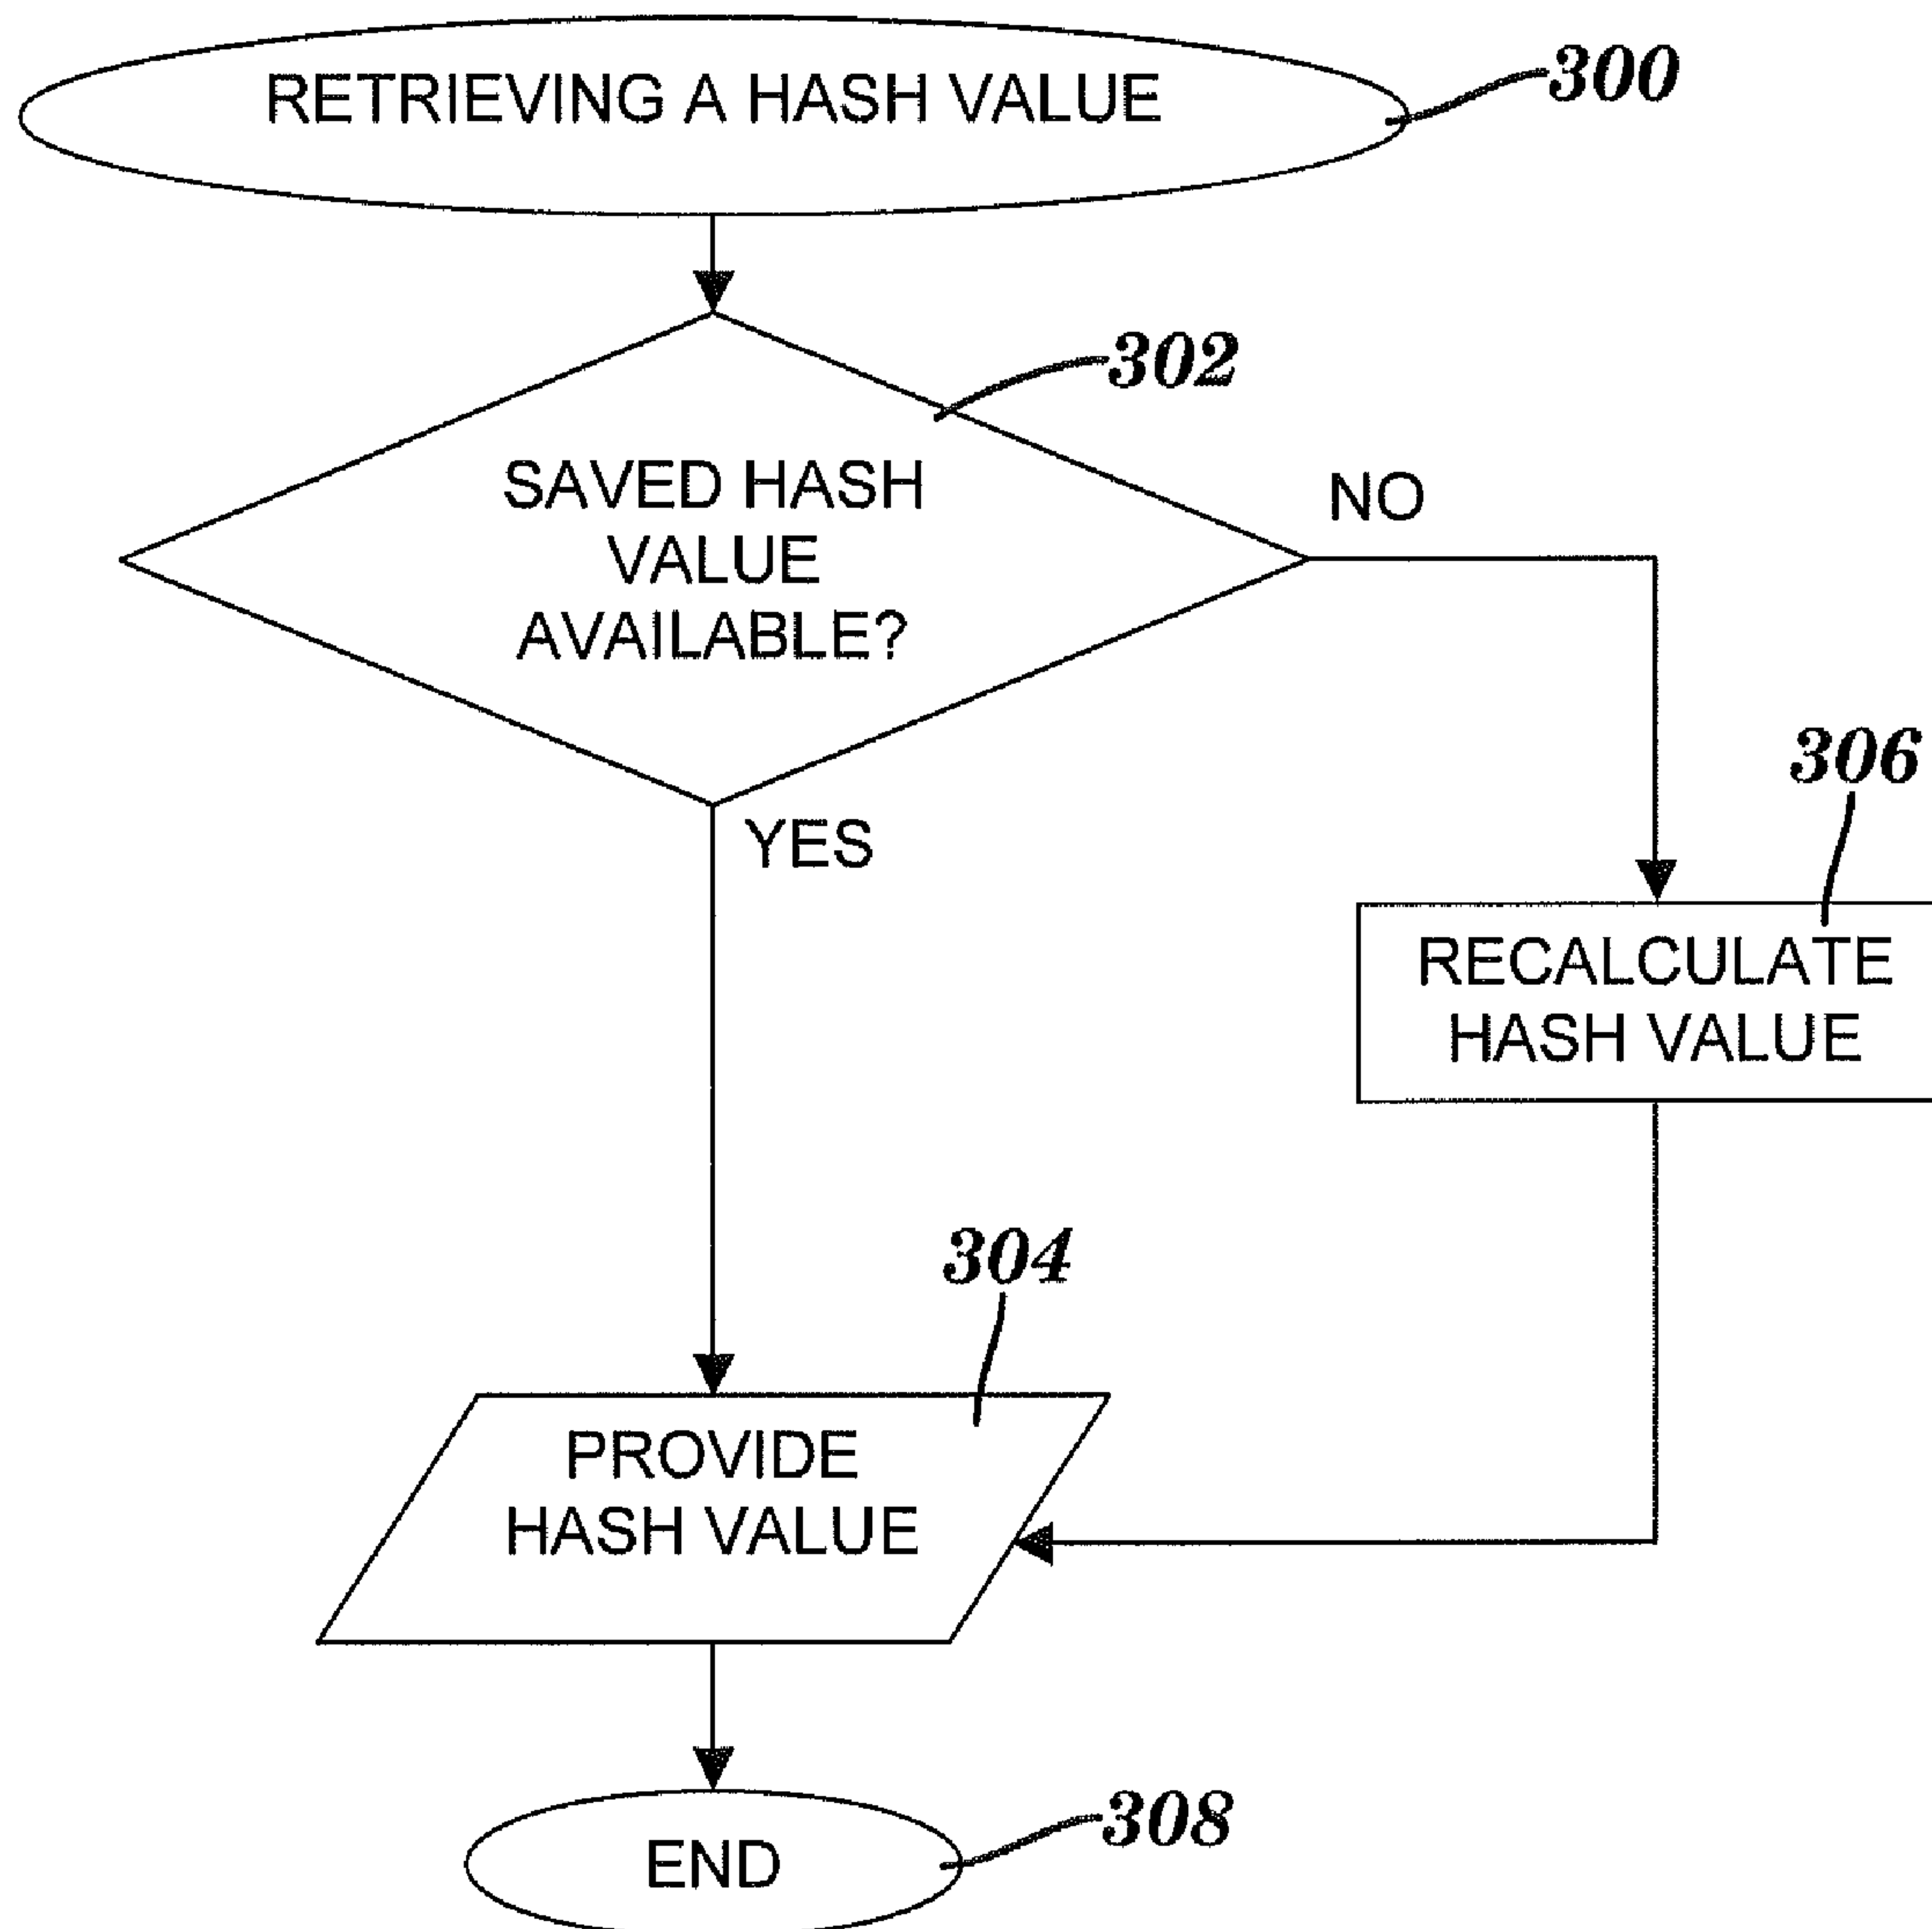 RETRIEVING A HASH VALUE
300
302
SAVED HASH
VALUE
AVAILABLE?
NO
YES
306
RECALCULATE
HASH VALUE
304
PROVIDE
HASH VALUE
END
308